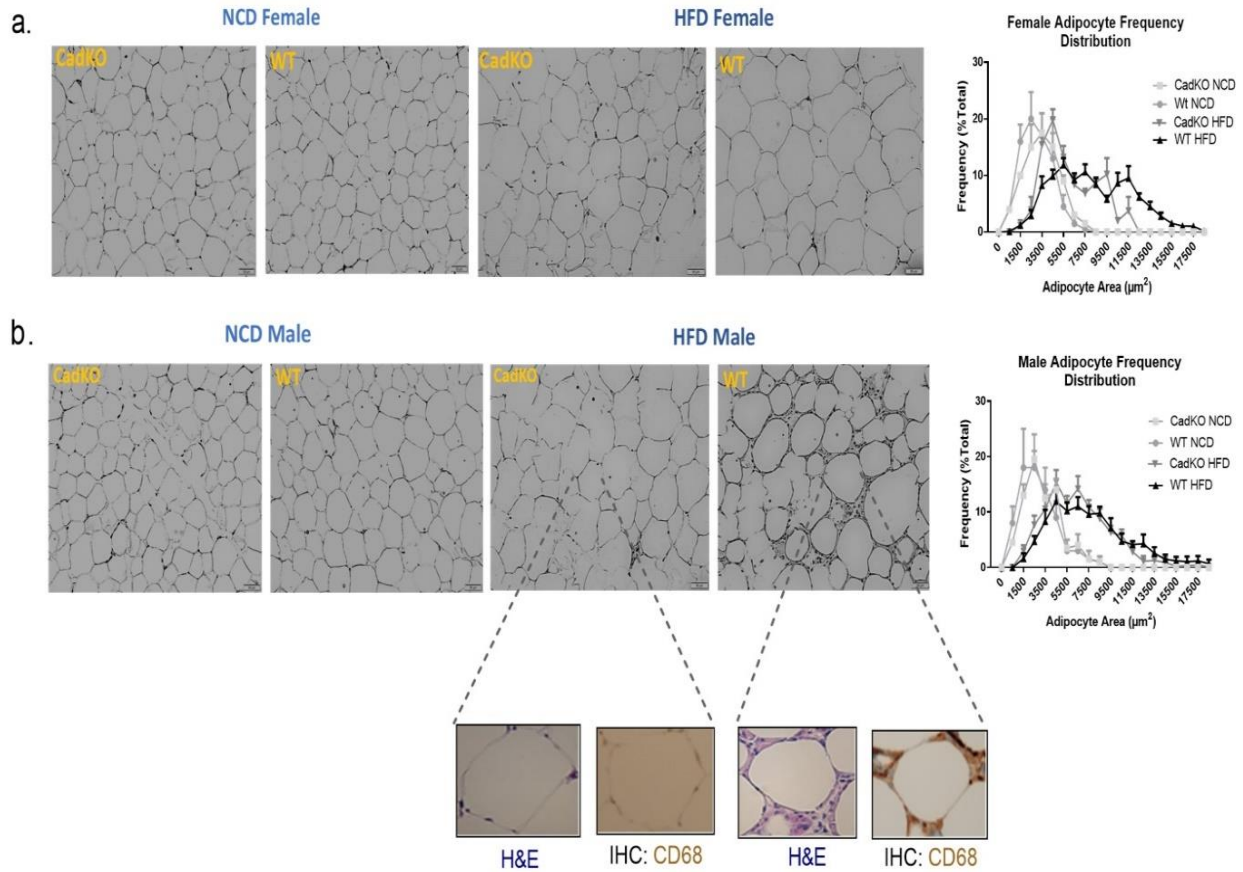 a.
NCD Female
HFD Female
CadKO
WT
CadKO
WT
Female Adipocyte Frequency
Distribution
CadKO NCD
Wt NCD
CadKO HFD
WT HFD
Frequency (%Total)
30
20
10
0
0
1500
3500
5500
7500
9500
11500
13500
15500
17500
Adipocyte Area (µm²)
b.
NCD Male
HFD Male
CadKO
WT
CadKO
WT
Male Adipocyte Frequency
Distribution
CadKO NCD
WT NCD
CadKO HFD
WT HFD
Frequency (%Total)
30
20
10
0
0
1500
3500
5500
7500
9500
11500
13500
15500
17500
Adipocyte Area (µm²)
H&E
IHC: CD68
H&E
IHC: CD68